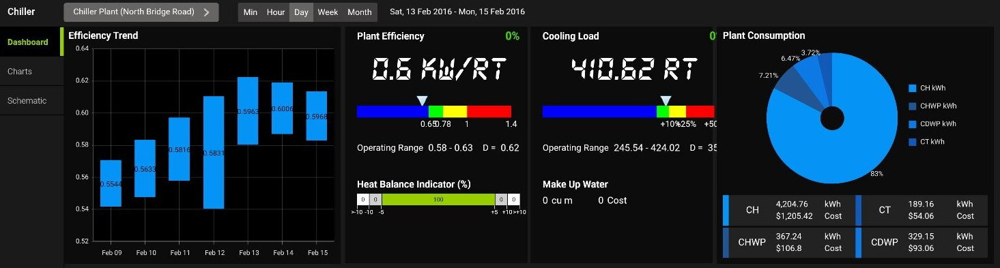 Chiller
Chiller Plant (North Bridge Road)
Min Hour Day Week Month
Sat, 13 Feb 2016 - Mon, 15 Feb 2016
Dashboard
Charts
Schematic
Efficiency Trend
0.64
0.62
0.60
0.58
0.56
0.54
0.52
0.5544
0.5633
0.5816
0.5831
0.5963
0.6006
0.5968
Feb 09 Feb 10 Feb 11 Feb 12 Feb 13 Feb 14 Feb 15
Plant Efficiency 0%
0.6 KW/RT
0.65 0.78 1 1.4
Operating Range 0.58 - 0.63 D = 0.62
Heat Balance Indicator (%)
0 0 100 0 0
>-10 -10 -5 +5 +10 >+10
Cooling Load 0
410.62 RT
+10% +25% +50
Operating Range 245.54 - 424.02 D = 35
Make Up Water
0 cu m 0 Cost
Plant Consumption
3.72%
6.47%
7.21%
83%
CH kWh
CHWP kWh
CDWP kWh
CT kWh
CH 4,204.76 kWh
$1,205.42 Cost
CT 189.16 kWh
$54.06 Cost
CHWP 367.24 kWh
$106.8 Cost
CDWP 329.15 kWh
$93.06 Cost